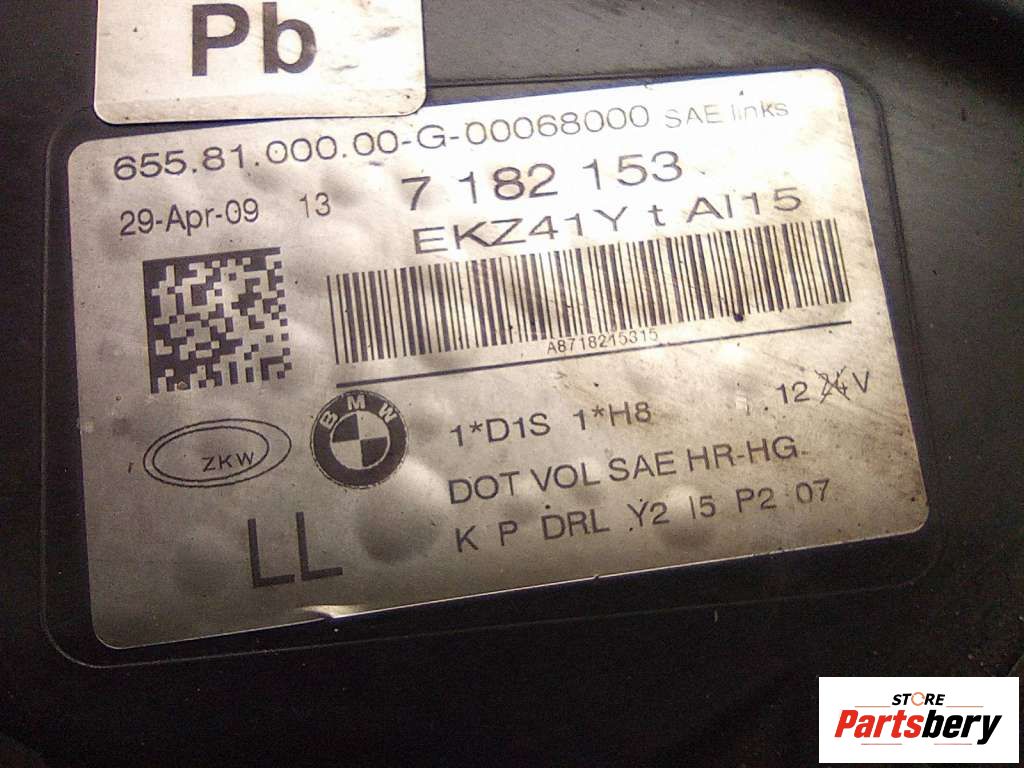 Pb
655.81.000.00-G-00068000 SAE links
29-Apr-09 13 7 182 153
EKZ41Y t AI15
A8718215315
ZKW
BMW
1*D1S 1*H8 12 24 V
DOT VOL SAE HR-HG
LL
K P DRL Y2 I5 P2 07
STORE
Partsbery